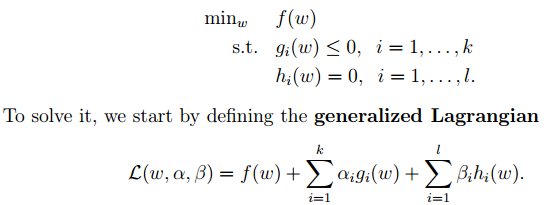 min_w f(w)
s.t. g_i(w) ≤ 0, i = 1, . . . , k
h_i(w) = 0, i = 1, . . . , l.
To solve it, we start by defining the generalized Lagrangian
ℒ(w, α, β) = f(w) + ∑_{i=1}^{k} α_i g_i(w) + ∑_{i=1}^{l} β_i h_i(w).